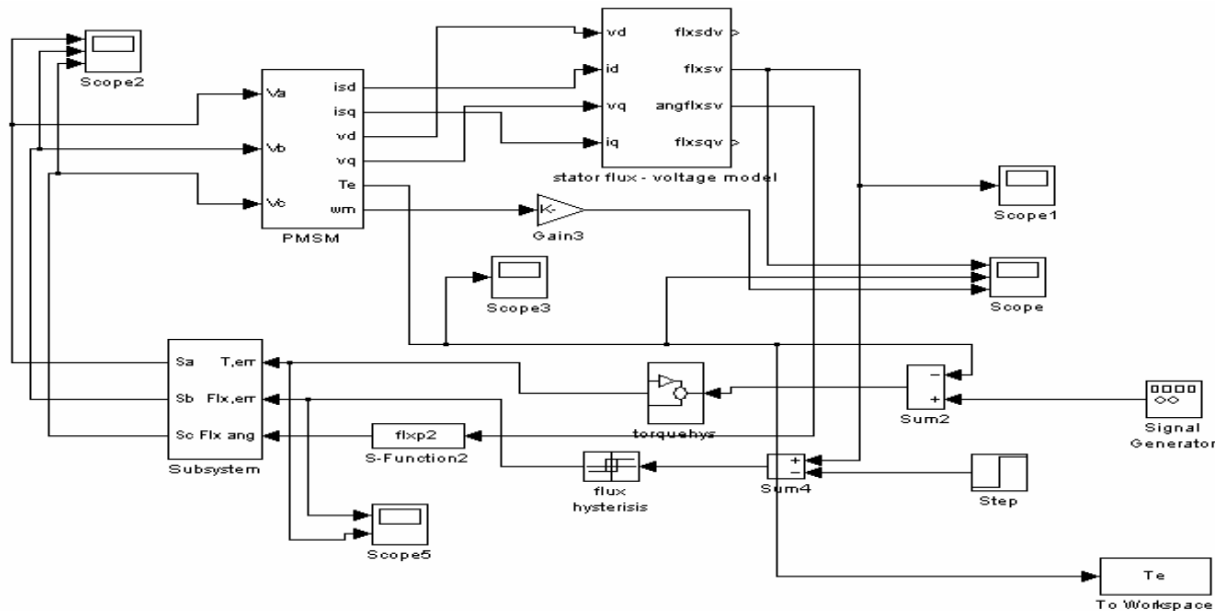 Scope2
Va
Vb
Vc
isd
isq
vd
vq
Te
wm
PMSM
vd
id
vq
iq
flxsdv
flxsv
angflxsv
flxsqv
stator flux - voltage model
K-
Gain3
Scope1
Scope
Scope3
Sa
Sb
Sc
T,err
Flx,err
Flx ang
Subsystem
flxp2
S-Function2
torquehys
flux
hysterisis
−
+
Sum2
+
−
Sum4
Signal
Generator
Step
Scope5
Te
To Workspace